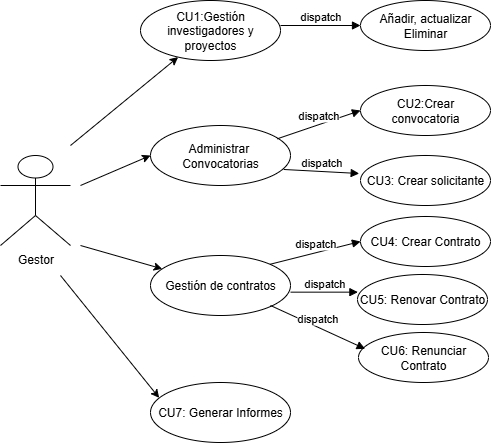 CU1:Gestión
investigadores y
proyectos
dispatch
Añadir, actualizar
Eliminar
CU2:Crear
convocatoria
dispatch
Administrar
Convocatorias
dispatch
CU3: Crear solicitante
Gestor
dispatch
CU4: Crear Contrato
Gestión de contratos
dispatch
CU5: Renovar Contrato
dispatch
CU6: Renunciar
Contrato
CU7: Generar Informes